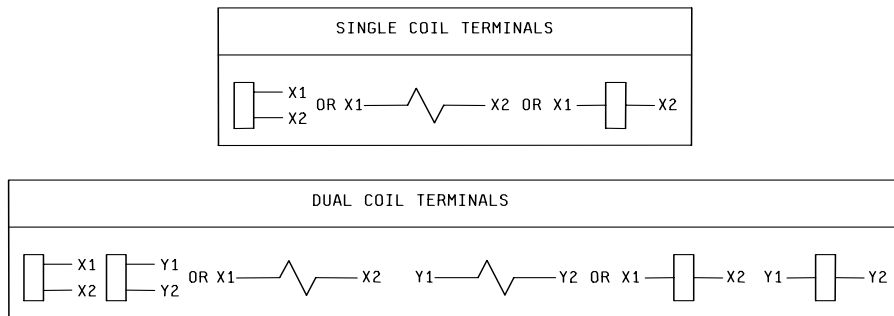 SINGLE COIL TERMINALS
X1
X2
OR X1 X2 OR X1 X2
DUAL COIL TERMINALS
X1 Y1
X2 Y2
OR X1 X2 Y1 Y2 OR X1 X2 Y1 Y2